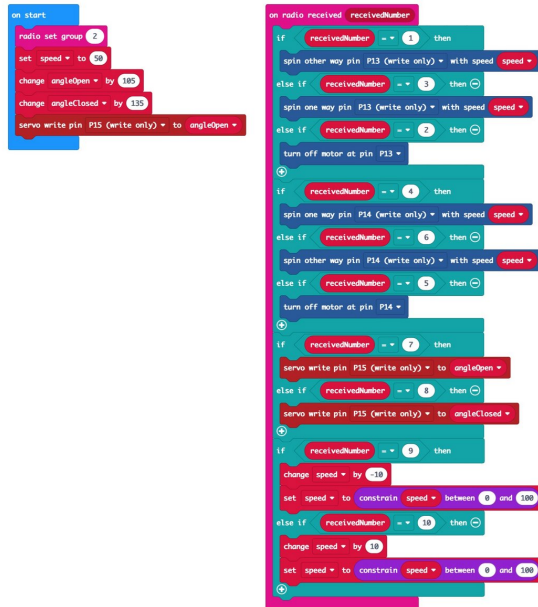 on start
radio set group 2
set speed to 50
change angleOpen by 105
change angleClosed by 135
servo write pin P15 (write only) to angleOpen
on radio received receivedNumber
if receivedNumber = 1 then
spin other way pin P13 (write only) with speed speed
else if receivedNumber = 3 then
spin one way pin P13 (write only) with speed speed
else if receivedNumber = 2 then
turn off motor at pin P13
if receivedNumber = 4 then
spin one way pin P14 (write only) with speed speed
else if receivedNumber = 6 then
spin other way pin P14 (write only) with speed speed
else if receivedNumber = 5 then
turn off motor at pin P14
if receivedNumber = 7 then
servo write pin P15 (write only) to angleOpen
else if receivedNumber = 8 then
servo write pin P15 (write only) to angleClosed
if receivedNumber = 9 then
change speed by -10
set speed to constrain speed between 0 and 100
else if receivedNumber = 10 then
change speed by 10
set speed to constrain speed between 0 and 100